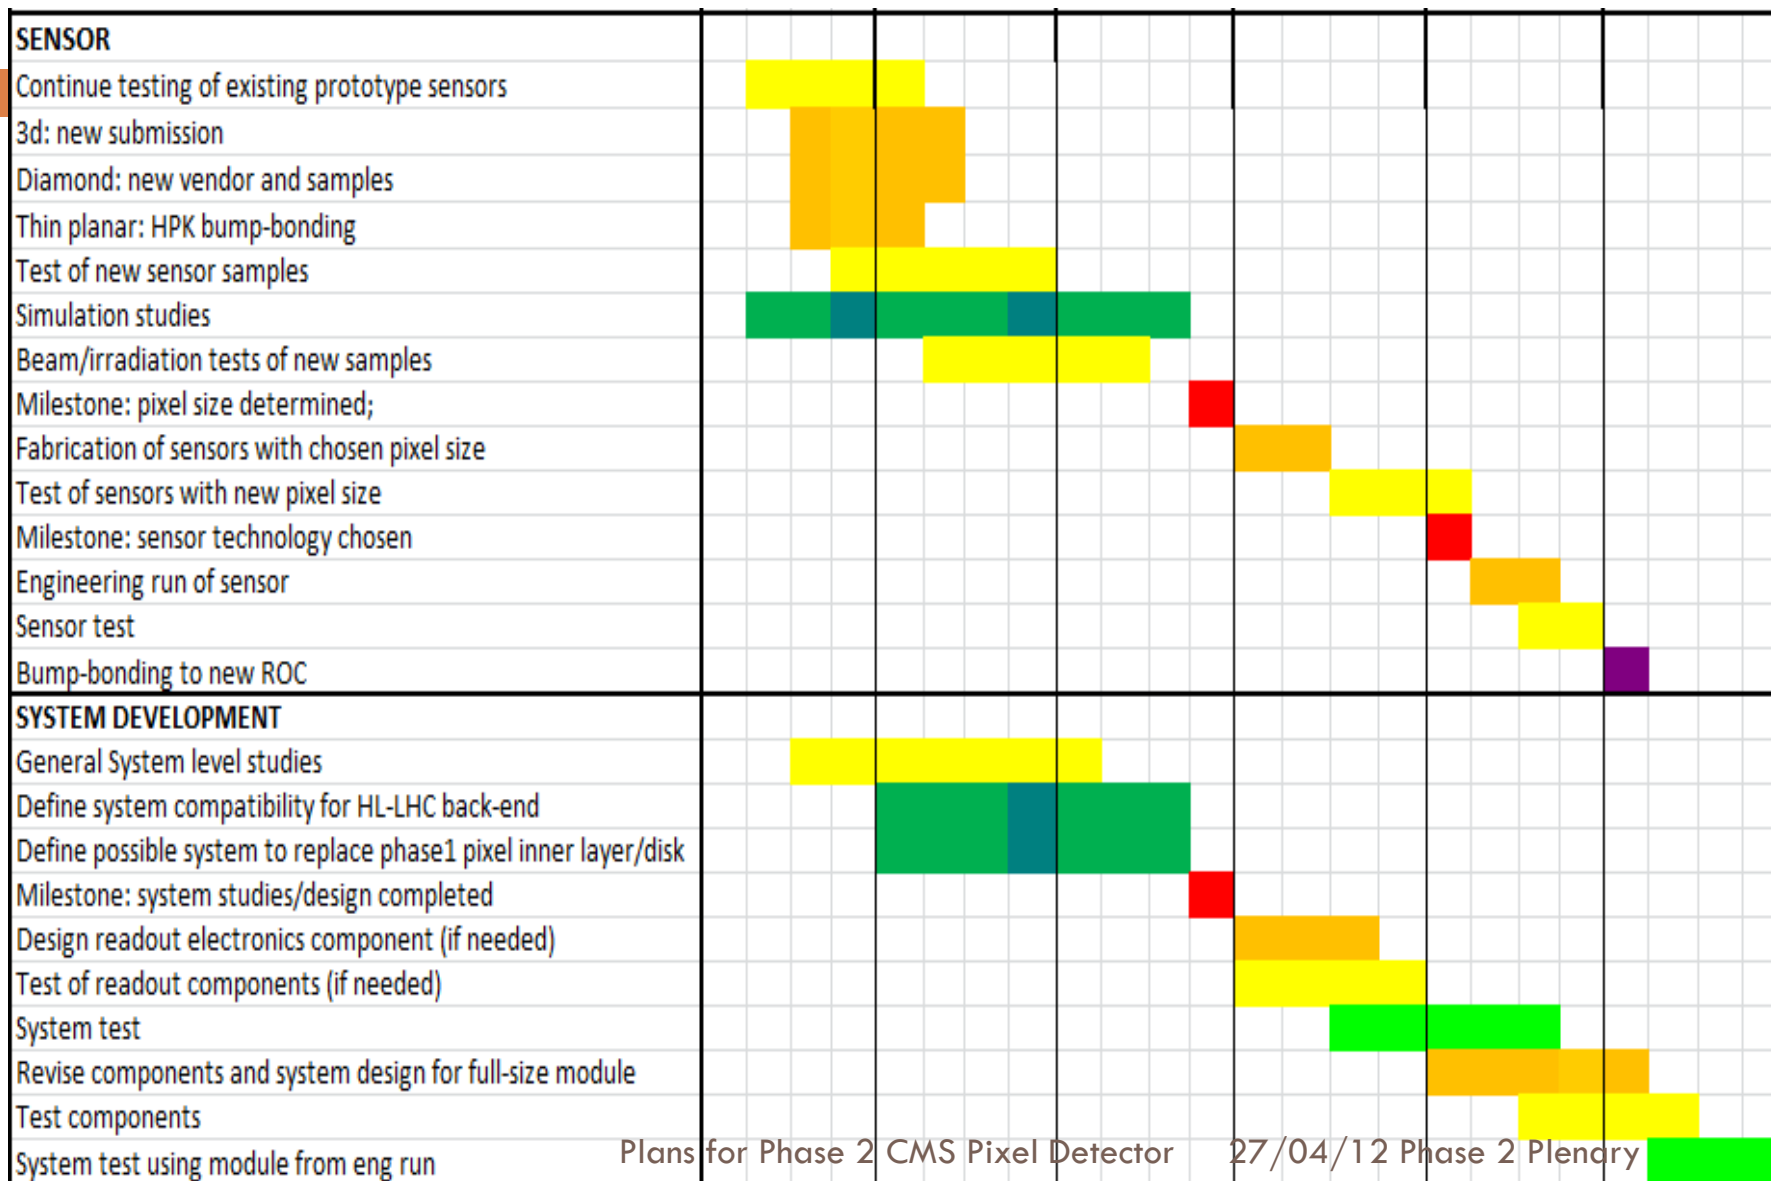 SENSOR
Continue testing of existing prototype sensors
3d: new submission
Diamond: new vendor and samples
Thin planar: HPK bump-bonding
Test of new sensor samples
Simulation studies
Beam/irradiation tests of new samples
Milestone: pixel size determined;
Fabrication of sensors with chosen pixel size
Test of sensors with new pixel size
Milestone: sensor technology chosen
Engineering run of sensor
Sensor test
Bump-bonding to new ROC
SYSTEM DEVELOPMENT
General System level studies
Define system compatibility for HL-LHC back-end
Define possible system to replace phase1 pixel inner layer/disk
Milestone: system studies/design completed
Design readout electronics component (if needed)
Test of readout components (if needed)
System test
Revise components and system design for full-size module
Test components
System test using module from eng run
Plans for Phase 2 CMS Pixel Detector 27/04/12 Phase 2 Plenary